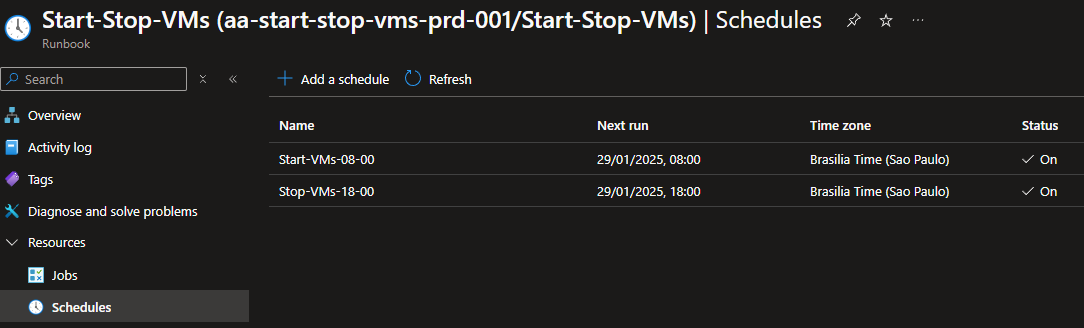 Start-Stop-VMs (aa-start-stop-vms-prd-001/Start-Stop-VMs) | Schedules
Runbook
Search
Overview
Activity log
Tags
Diagnose and solve problems
Resources
Jobs
Schedules
Add a schedule Refresh
Name Next run Time zone Status
Start-VMs-08-00 29/01/2025, 08:00 Brasilia Time (Sao Paulo) On
Stop-VMs-18-00 29/01/2025, 18:00 Brasilia Time (Sao Paulo) On